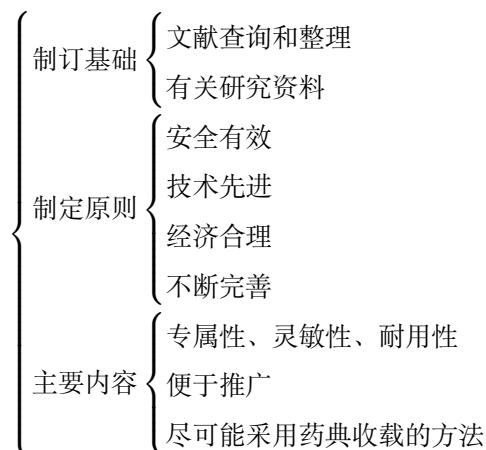 制订基础
文献查询和整理
有关研究资料
制定原则
安全有效
技术先进
经济合理
不断完善
主要内容
专属性、灵敏性、耐用性
便于推广
尽可能采用药典收载的方法